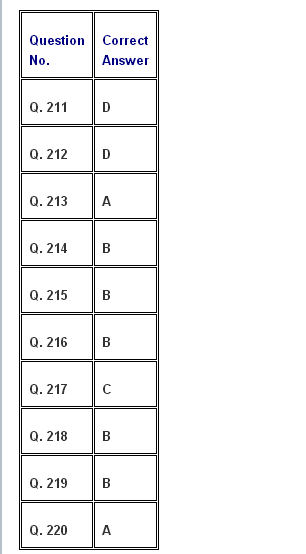 Question Correct
No. Answer
Q. 211 D
Q. 212 D
Q. 213 A
Q. 214 B
Q. 215 B
Q. 216 B
Q. 217 C
Q. 218 B
Q. 219 B
Q. 220 A